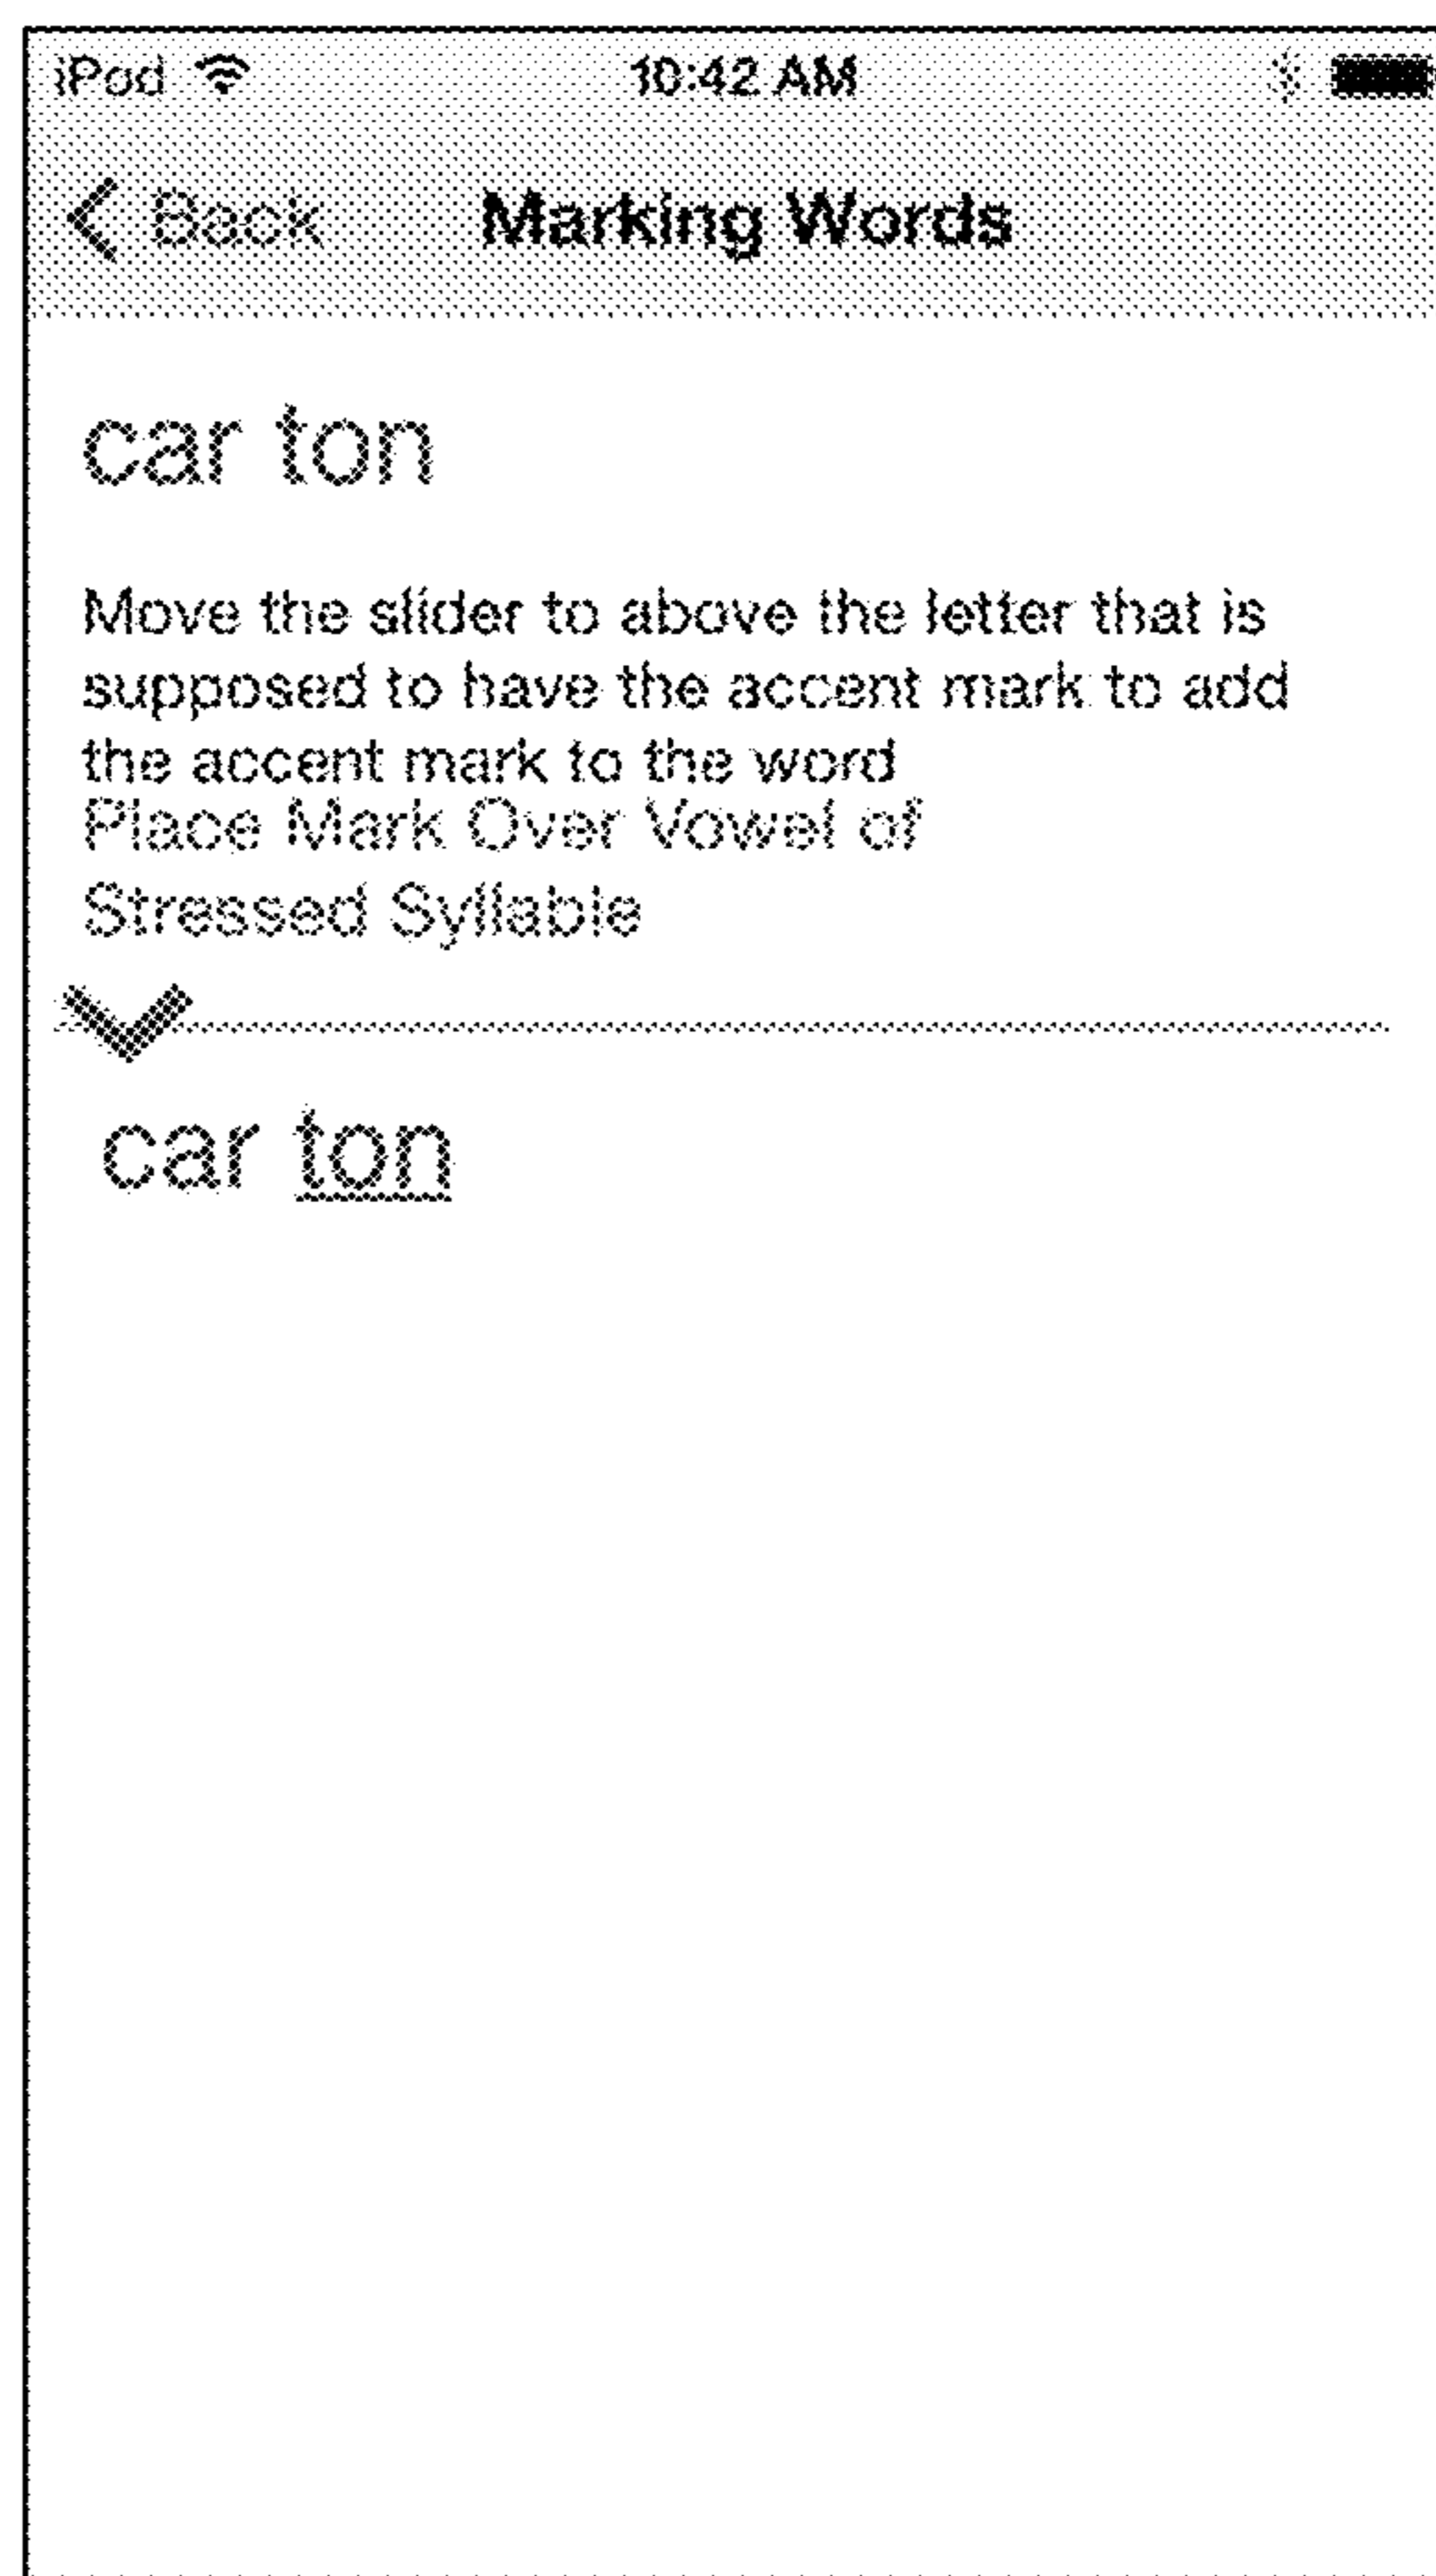 iPod 10:42 AM
Back Marking Words
car ton
Move the slider to above the letter that is
supposed to have the accent mark to add
the accent mark to the word
Place Mark Over Vowel of
Stressed Syllable
car ton